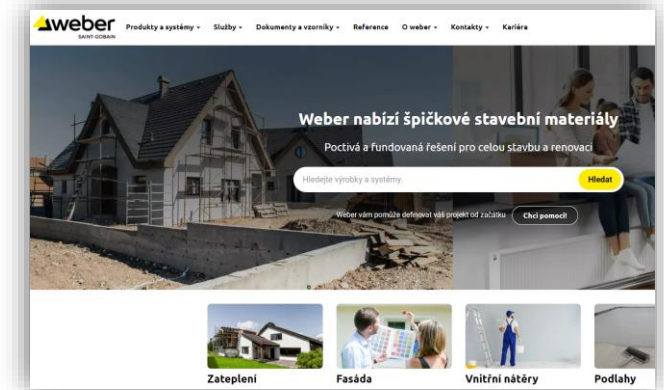 weber
SAINT-GOBAIN
Produkty a systémy Služby Dokumenty a vzorníky Reference O weber Kontakty Kariéra
Weber nabízí špičkové stavební materiály
Poctivá a fundovaná řešení pro celou stavbu a renovaci
Hledejte výrobky a systémy. Hledat
Weber vám pomůže definovat váš projekt od začátku Chci pomoci!
Zateplení Fasáda Vnitřní nátěry Podlahy